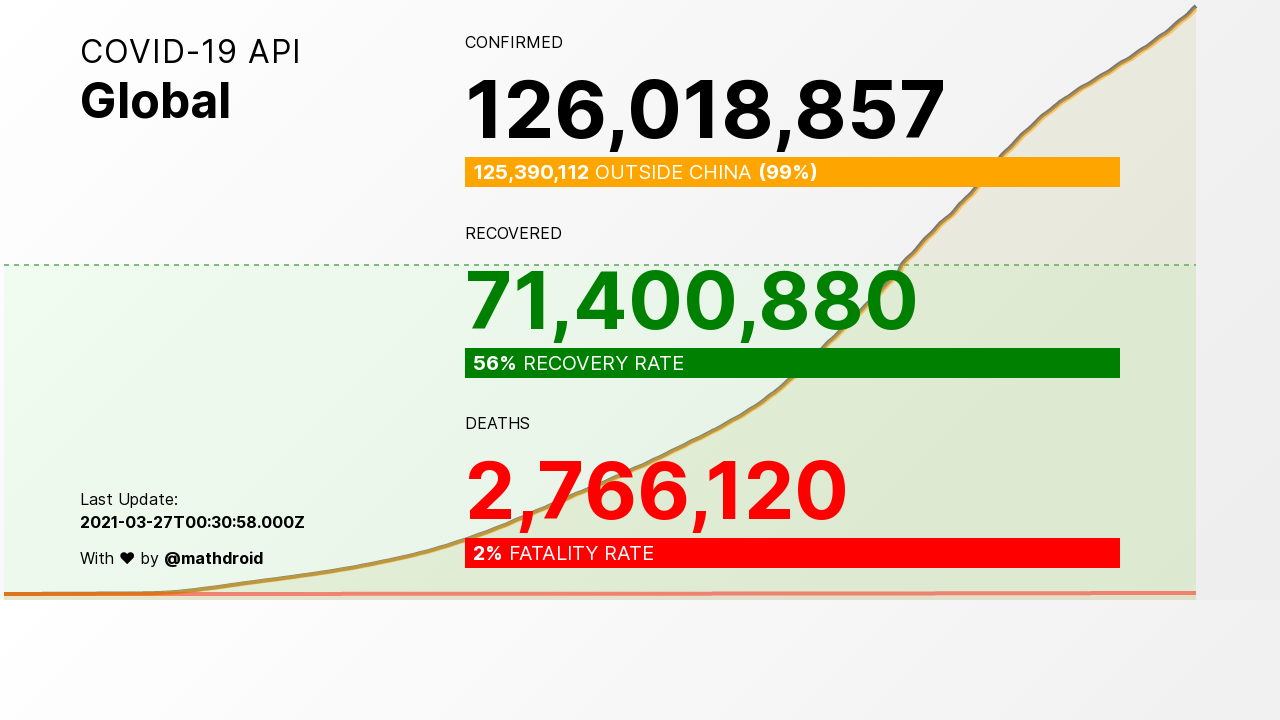 COVID-19 API
Global
CONFIRMED
126,018,857
125,390,112 OUTSIDE CHINA (99%)
RECOVERED
71,400,880
56% RECOVERY RATE
DEATHS
2,766,120
2% FATALITY RATE
Last Update:
2021-03-27T00:30:58.000Z
With ♥ by @mathdroid